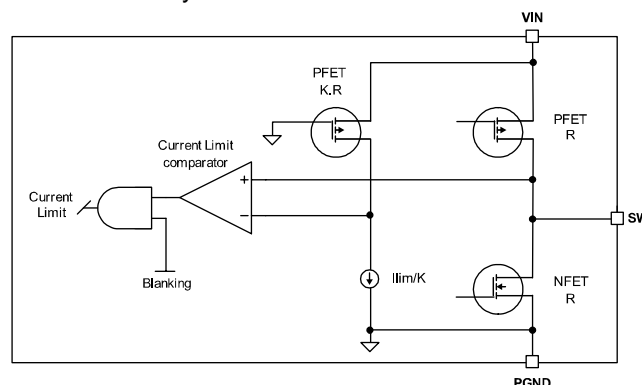 VIN
PFET
K.R
PFET
R
Current Limit
comparator
+
−
Current
Limit
Blanking
Ilim/K
SW
NFET
R
PGND